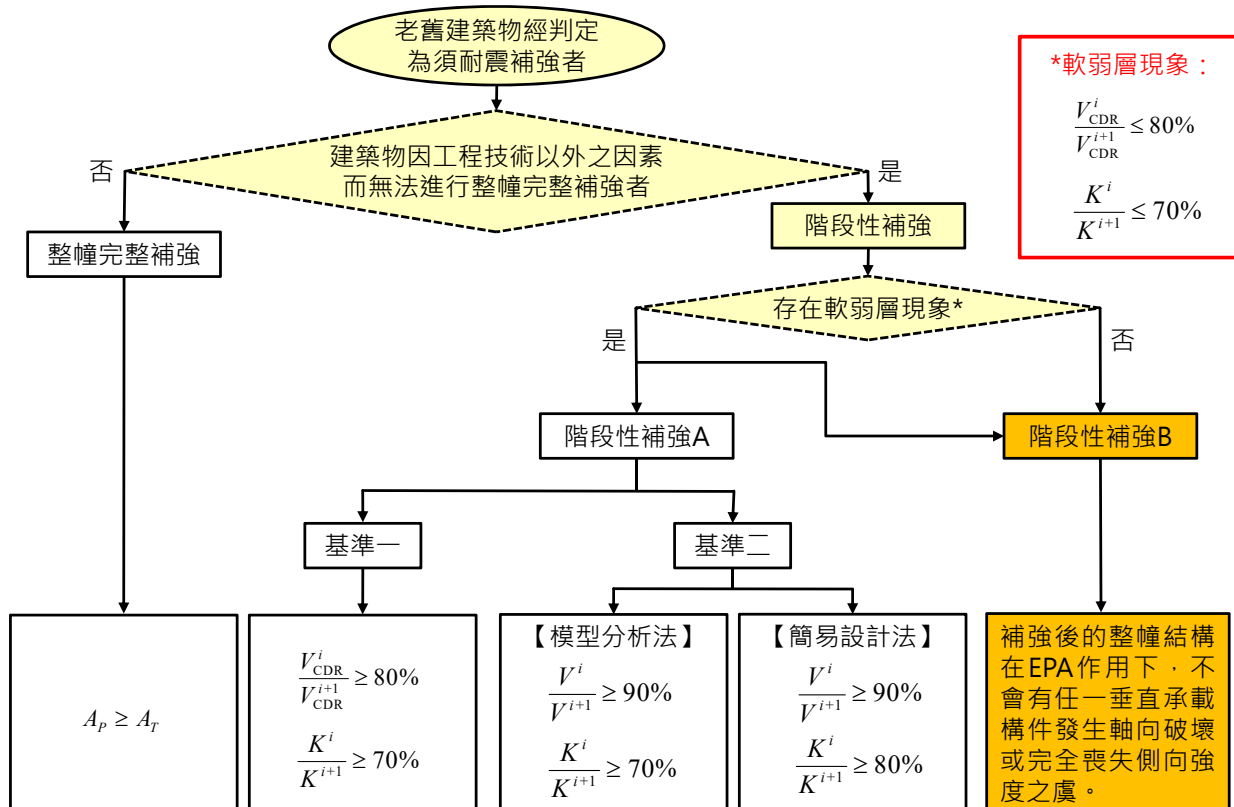 老舊建築物經判定
為須耐震補強者
*軟弱層現象：
V^i_CDR / V^{i+1}_CDR ≤ 80%
K^i / K^{i+1} ≤ 70%
建築物因工程技術以外之因素
而無法進行整幢完整補強者
否
是
整幢完整補強
階段性補強
存在軟弱層現象*
是
否
階段性補強A
階段性補強B
基準一
基準二
A_P ≥ A_T
V^i_CDR / V^{i+1}_CDR ≥ 80%
K^i / K^{i+1} ≥ 70%
【模型分析法】
V^i / V^{i+1} ≥ 90%
K^i / K^{i+1} ≥ 70%
【簡易設計法】
V^i / V^{i+1} ≥ 90%
K^i / K^{i+1} ≥ 80%
補強後的整幢結構
在EPA作用下，不
會有任一垂直承載
構件發生軸向破壞
或完全喪失側向強
度之虞。